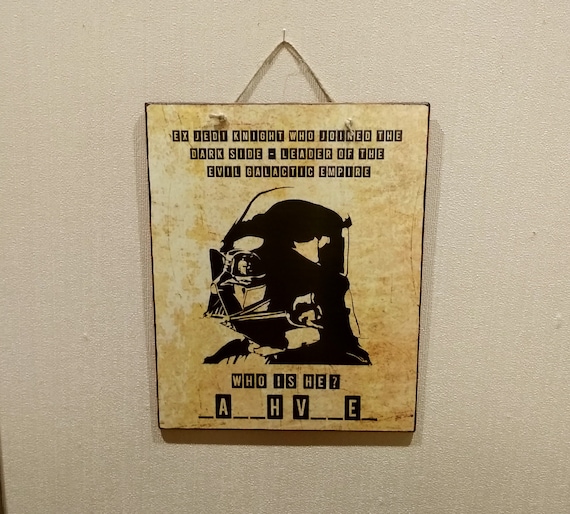 EX JEDI KNIGHT WHO JOINED THE
DARK SIDE - LEADER OF THE
EVIL GALACTIC EMPIRE
WHO IS HE?
_A__HV__E_